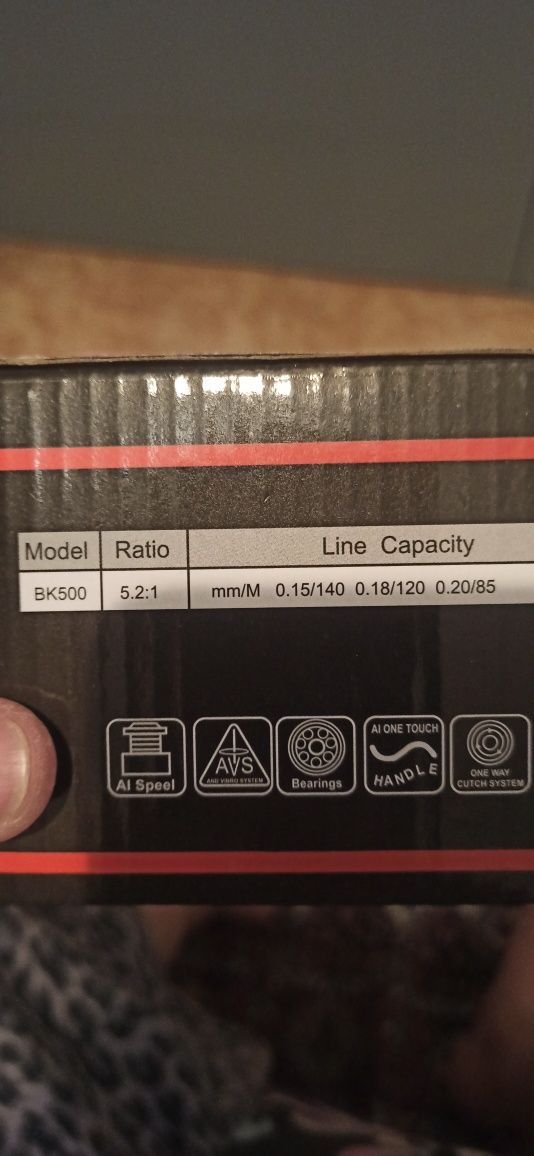 Model Ratio Line Capacity
BK500 5.2:1 mm/M 0.15/140 0.18/120 0.20/85
Al Speel
AVS
AND VIBRO SYSTEM
Bearings
AI ONE TOUCH
HANDLE
ONE WAY
CUTCH SYSTEM